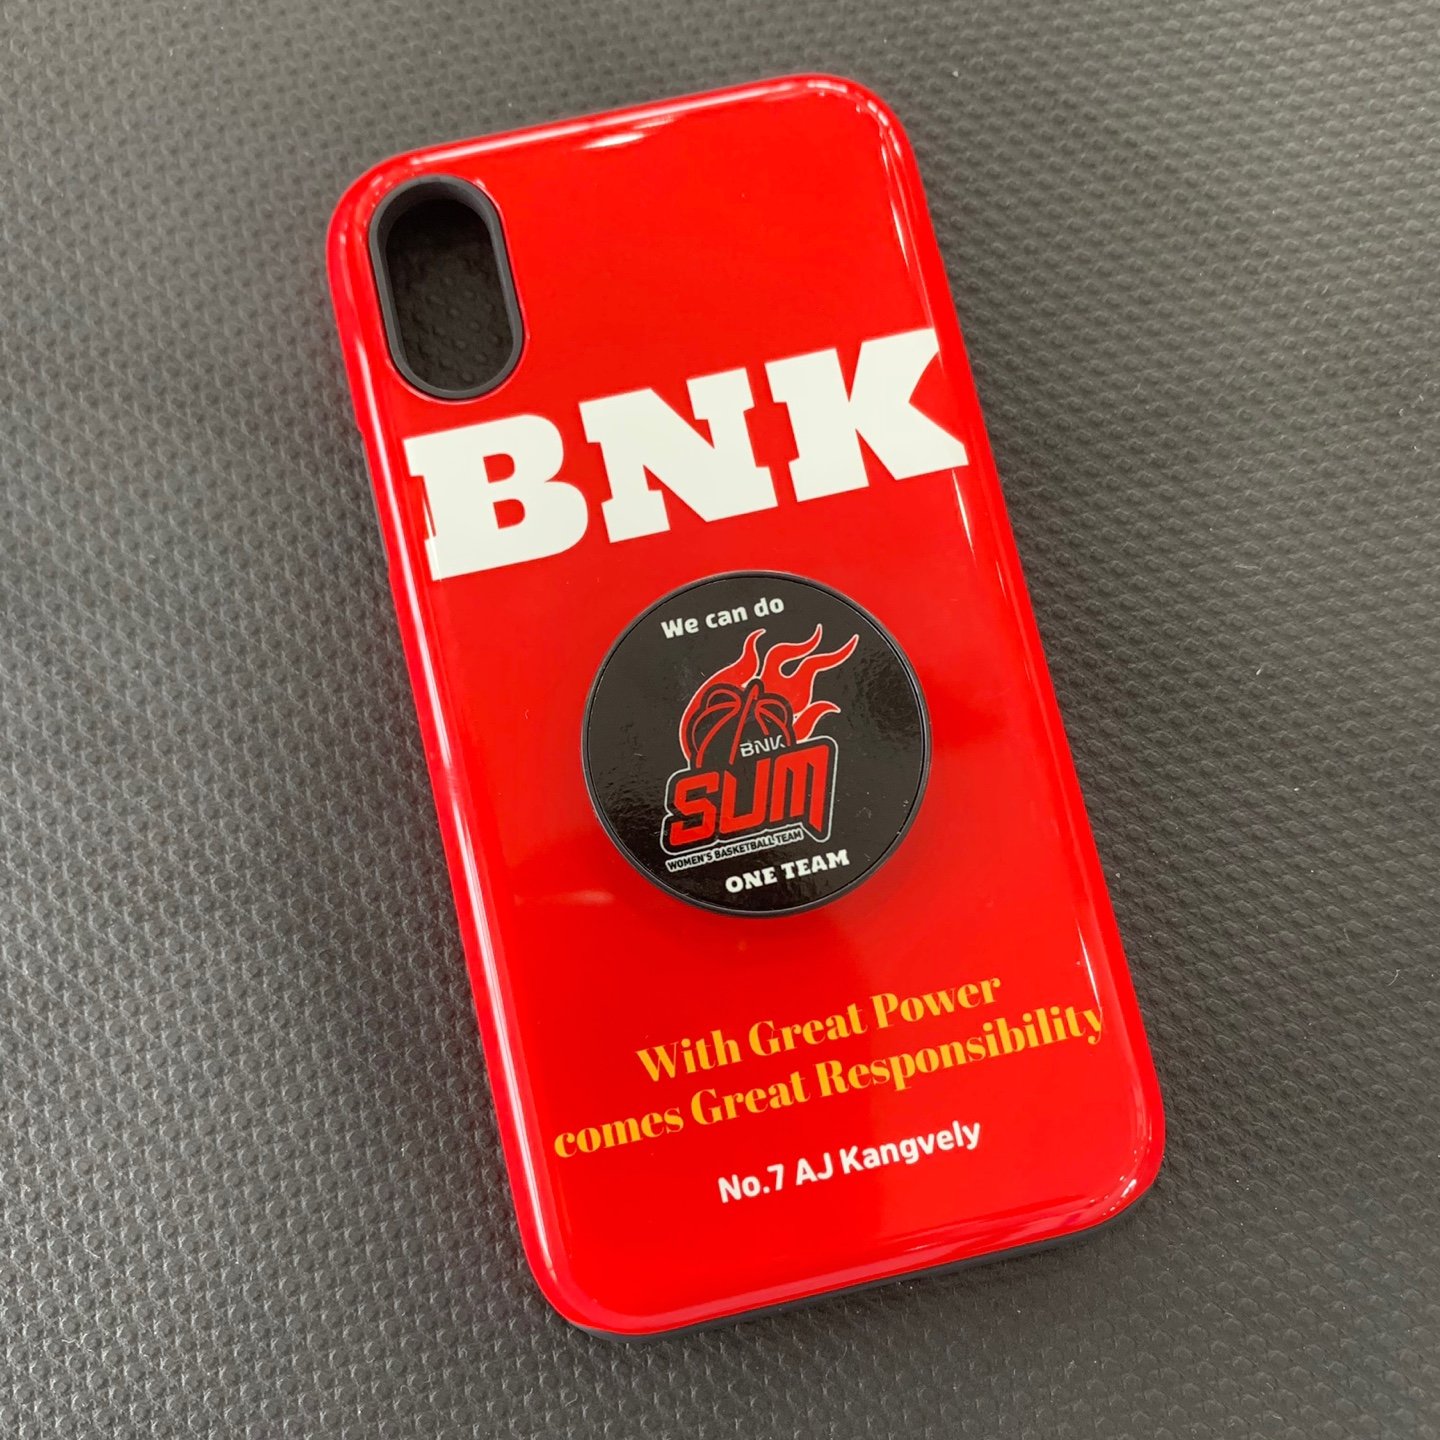 BNK
We can do
BNK
SUM
WOMEN'S BASKETBALL TEAM
ONE TEAM
With Great Power
comes Great Responsibility
No.7 AJ Kangvely